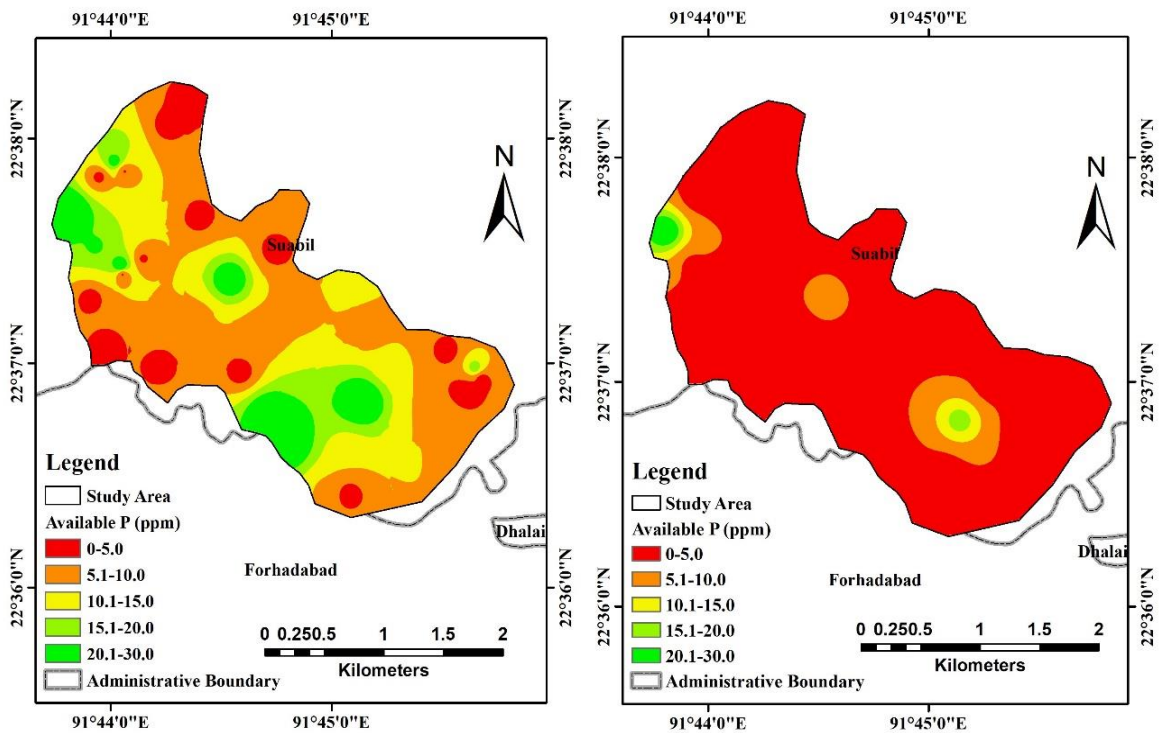 91°44'0"E 91°45'0"E
22°38'0"N
22°37'0"N
22°36'0"N
22°38'0"N
22°37'0"N
22°36'0"N
N
Suabil
Legend
Study Area
Available P (ppm)
0-5.0
5.1-10.0
10.1-15.0
15.1-20.0
20.1-30.0
Administrative Boundary
Dhalai
Forhadabad
0 0.25 0.5 1 1.5 2
Kilometers
91°44'0"E 91°45'0"E
91°44'0"E 91°45'0"E
22°38'0"N
22°37'0"N
22°36'0"N
22°38'0"N
22°37'0"N
22°36'0"N
N
Suabil
Legend
Study Area
Available P (ppm)
0-5.0
5.1-10.0
10.1-15.0
15.1-20.0
20.1-30.0
Administrative Boundary
Dhalai
Forhadabad
0 0.25 0.5 1 1.5 2
Kilometers
91°44'0"E 91°45'0"E